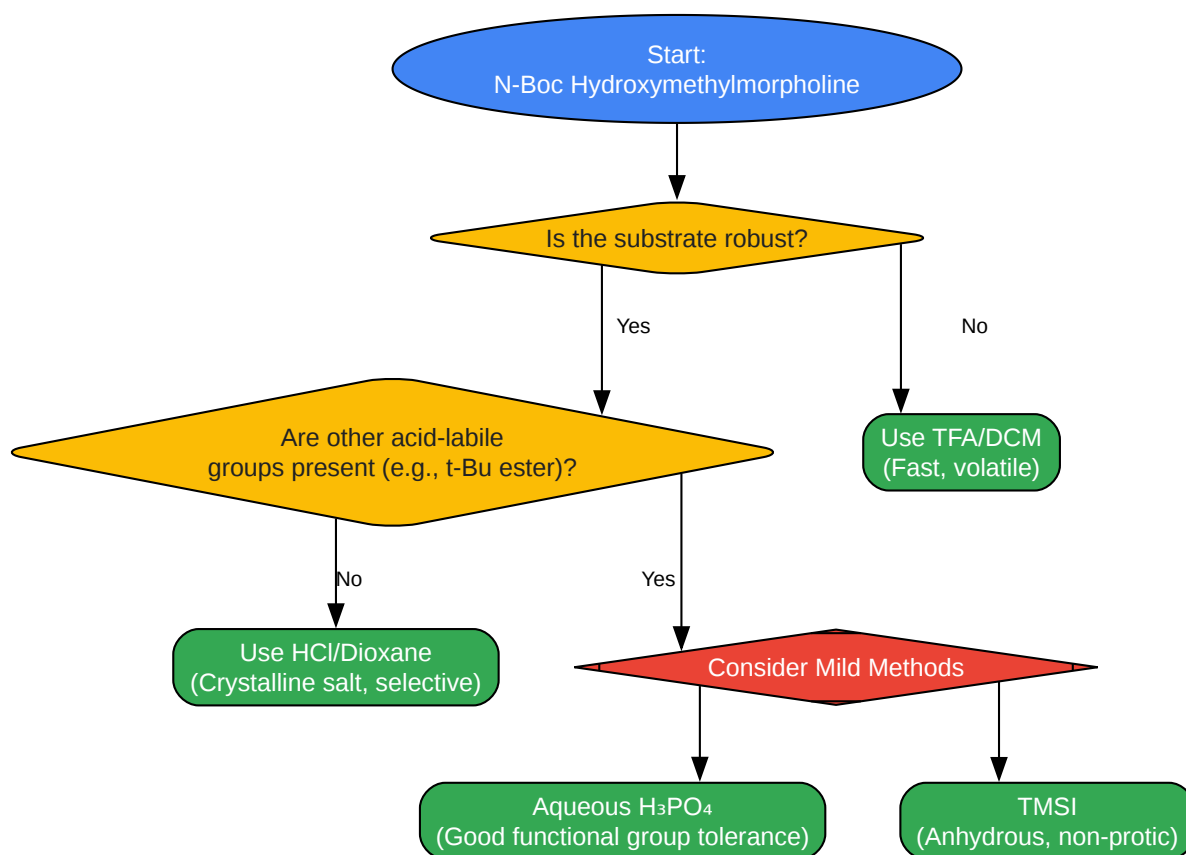 Start:
N-Boc Hydroxymethylmorpholine
Is the substrate robust?
Yes
No
Are other acid-labile
groups present (e.g., t-Bu ester)?
Use TFA/DCM
(Fast, volatile)
No
Yes
Use HCl/Dioxane
(Crystalline salt, selective)
Consider Mild Methods
Aqueous H₃PO₄
(Good functional group tolerance)
TMSI
(Anhydrous, non-protic)